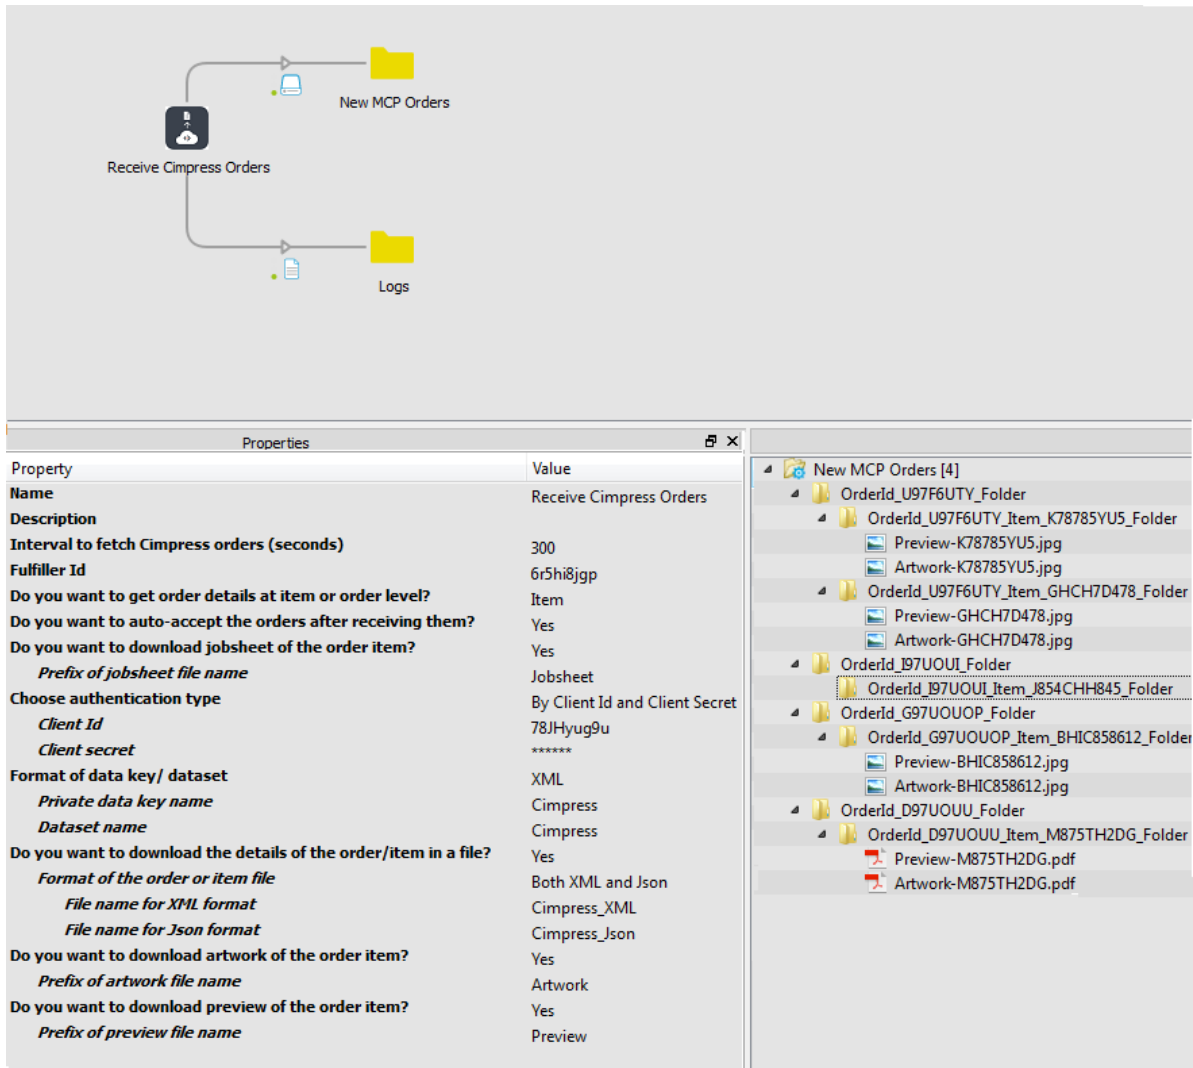 New MCP Orders
Receive Cimpress Orders
Logs
Properties
Property Value
Name Receive Cimpress Orders
Description
Interval to fetch Cimpress orders (seconds) 300
Fulfiller Id 6r5hi8jgp
Do you want to get order details at item or order level? Item
Do you want to auto-accept the orders after receiving them? Yes
Do you want to download jobsheet of the order item? Yes
Prefix of jobsheet file name Jobsheet
Choose authentication type By Client Id and Client Secret
Client Id 78JHyug9u
Client secret ******
Format of data key/ dataset XML
Private data key name Cimpress
Dataset name Cimpress
Do you want to download the details of the order/item in a file? Yes
Format of the order or item file Both XML and Json
File name for XML format Cimpress_XML
File name for Json format Cimpress_Json
Do you want to download artwork of the order item? Yes
Prefix of artwork file name Artwork
Do you want to download preview of the order item? Yes
Prefix of preview file name Preview
New MCP Orders [4]
OrderId_U97F6UTY_Folder
OrderId_U97F6UTY_Item_K78785YU5_Folder
Preview-K78785YU5.jpg
Artwork-K78785YU5.jpg
OrderId_U97F6UTY_Item_GHCH7D478_Folder
Preview-GHCH7D478.jpg
Artwork-GHCH7D478.jpg
OrderId_I97UOUI_Folder
OrderId_I97UOUI_Item_J854CHH845_Folder
OrderId_G97UOUOP_Folder
OrderId_G97UOUOP_Item_BHIC858612_Folder
Preview-BHIC858612.jpg
Artwork-BHIC858612.jpg
OrderId_D97UOUU_Folder
OrderId_D97UOUU_Item_M875TH2DG_Folder
Preview-M875TH2DG.pdf
Artwork-M875TH2DG.pdf